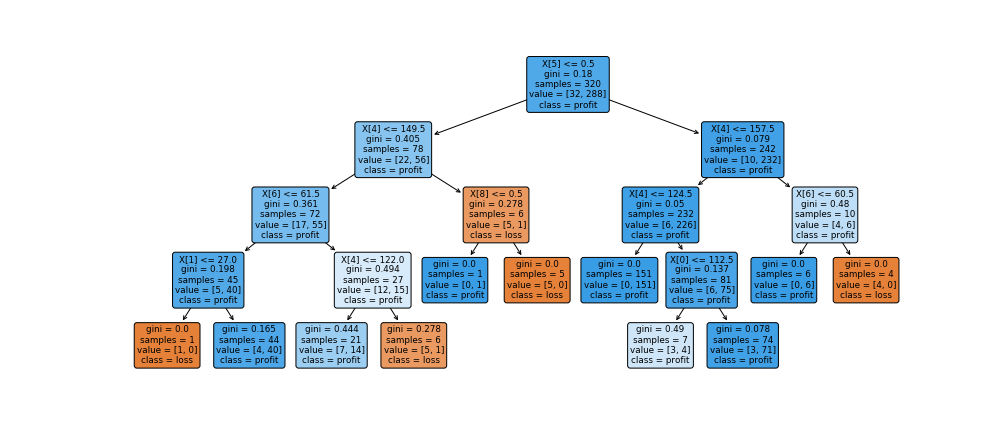 X[5] <= 0.5
gini = 0.18
samples = 320
value = [32, 288]
class = profit
X[4] <= 149.5
gini = 0.405
samples = 78
value = [22, 56]
class = profit
X[4] <= 157.5
gini = 0.079
samples = 242
value = [10, 232]
class = profit
X[6] <= 61.5
gini = 0.361
samples = 72
value = [17, 55]
class = profit
X[8] <= 0.5
gini = 0.278
samples = 6
value = [5, 1]
class = loss
X[4] <= 124.5
gini = 0.05
samples = 232
value = [6, 226]
class = profit
X[6] <= 60.5
gini = 0.48
samples = 10
value = [4, 6]
class = profit
X[1] <= 27.0
gini = 0.198
samples = 45
value = [5, 40]
class = profit
X[4] <= 122.0
gini = 0.494
samples = 27
value = [12, 15]
class = profit
gini = 0.0
samples = 1
value = [0, 1]
class = profit
gini = 0.0
samples = 5
value = [5, 0]
class = loss
gini = 0.0
samples = 151
value = [0, 151]
class = profit
X[0] <= 112.5
gini = 0.137
samples = 81
value = [6, 75]
class = profit
gini = 0.0
samples = 6
value = [0, 6]
class = profit
gini = 0.0
samples = 4
value = [4, 0]
class = loss
gini = 0.0
samples = 1
value = [1, 0]
class = loss
gini = 0.165
samples = 44
value = [4, 40]
class = profit
gini = 0.444
samples = 21
value = [7, 14]
class = profit
gini = 0.278
samples = 6
value = [5, 1]
class = loss
gini = 0.49
samples = 7
value = [3, 4]
class = profit
gini = 0.078
samples = 74
value = [3, 71]
class = profit